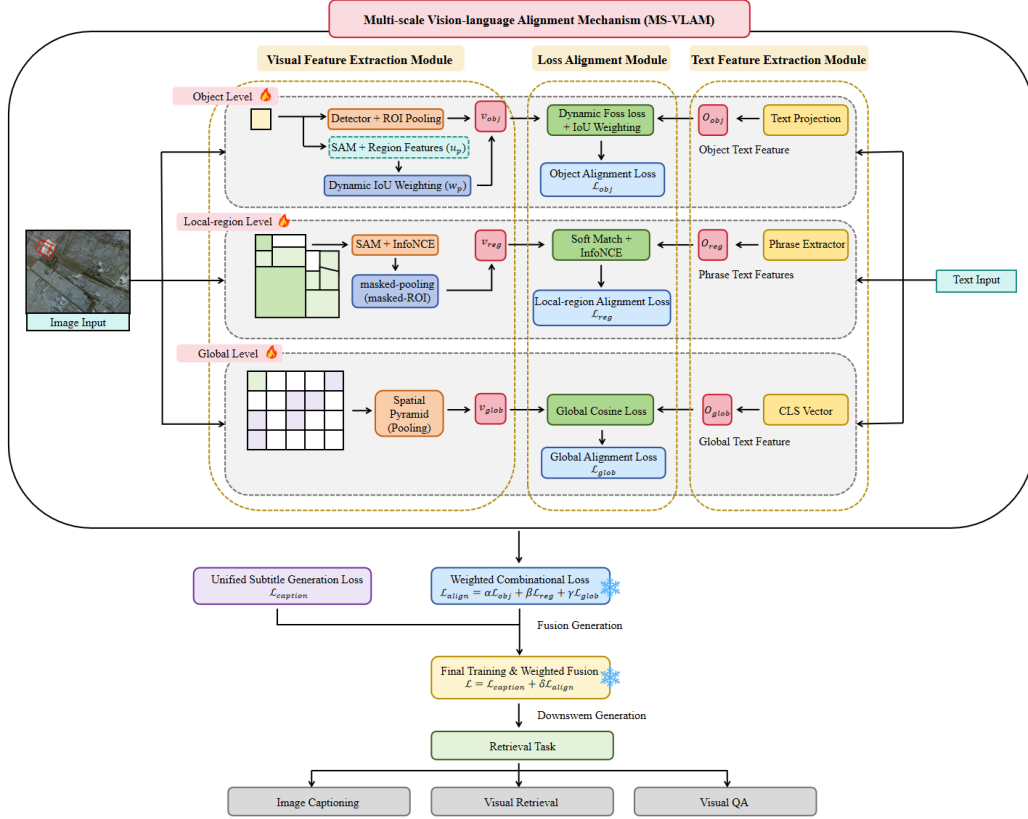 Multi-scale Vision-language Alignment Mechanism (MS-VLAM)
Visual Feature Extraction Module
Loss Alignment Module
Text Feature Extraction Module
Object Level
Detector + ROI Pooling
SAM + Region Features (u_p)
Dynamic IoU Weighting (w_p)
v_obj
Dynamic Foss loss
+ IoU Weighting
Object Alignment Loss
ℒ_obj
O_obj
Text Projection
Object Text Feature
Local-region Level
SAM + InfoNCE
masked-pooling
(masked-ROI)
v_reg
Soft Match +
InfoNCE
Local-region Alignment Loss
ℒ_reg
O_reg
Phrase Extractor
Phrase Text Features
Image Input
Text Input
Global Level
Spatial
Pyramid
(Pooling)
v_glob
Global Cosine Loss
Global Alignment Loss
ℒ_glob
O_glob
CLS Vector
Global Text Feature
Unified Subtitle Generation Loss
ℒ_caption
Weighted Combinational Loss
ℒ_align = αℒ_obj + βℒ_reg + γℒ_glob
Fusion Generation
Final Training & Weighted Fusion
ℒ = ℒ_caption + δℒ_align
Downswem Generation
Retrieval Task
Image Captioning
Visual Retrieval
Visual QA